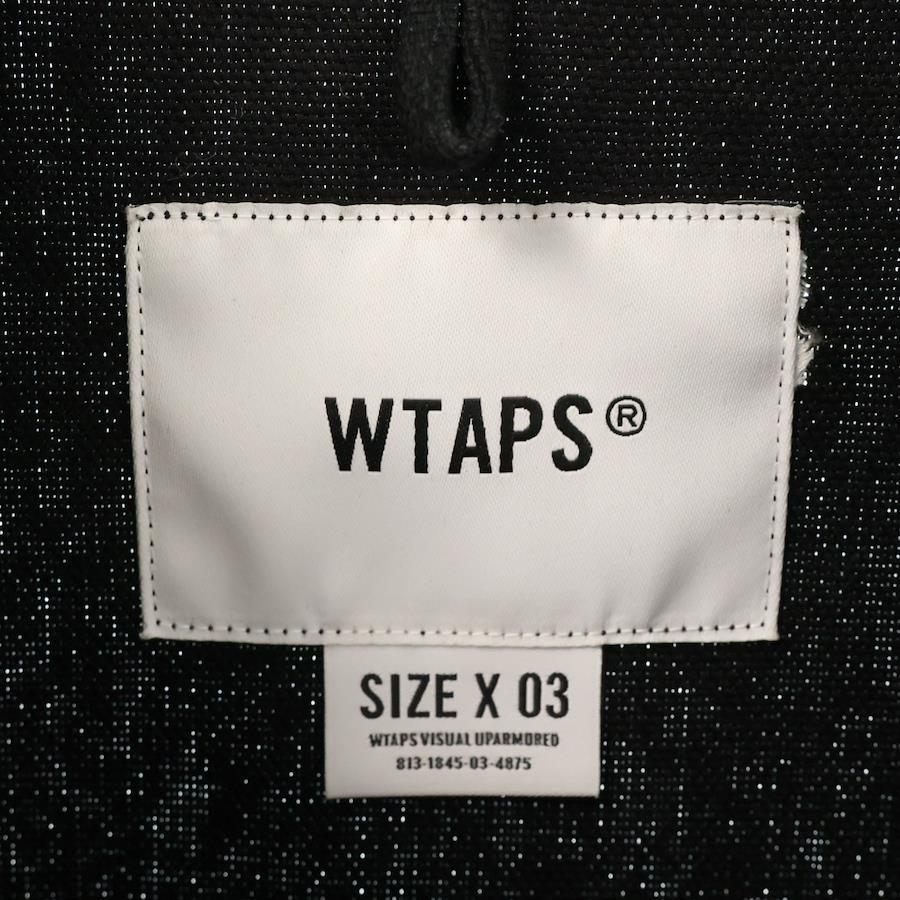 WTAPS®
SIZE X 03
WTAPS VISUAL UPARMORED
813-1845-03-4875